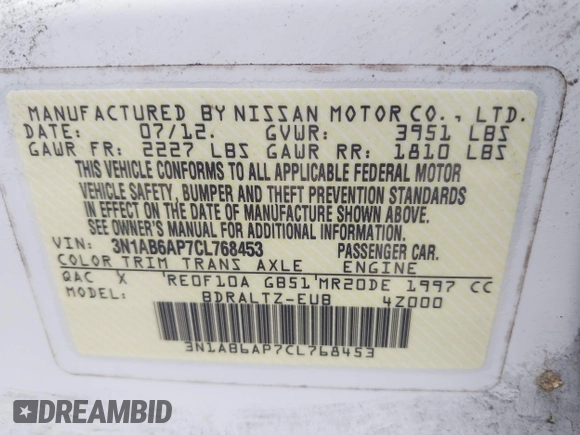 MANUFACTURED BY NISSAN MOTOR CO., LTD.
DATE: 07/12. GVWR: 3951 LBS
GAWR FR: 2227 LBS GAWR RR: 1810 LBS
THIS VEHICLE CONFORMS TO ALL APPLICABLE FEDERAL MOTOR
VEHICLE SAFETY, BUMPER AND THEFT PREVENTION STANDARDS
IN EFFECT ON THE DATE OF MANUFACTURE SHOWN ABOVE.
SEE OWNER'S MANUAL FOR ADDITIONAL INFORMATION.
VIN: 3N1AB6AP7CL768453 PASSENGER CAR.
COLOR TRIM TRANS AXLE ENGINE
QAC X 'RE0F10A GB51'MR20DE 1997 CC
MODEL: BDRALTZ-EUB 4Z000
3N1AB6AP7CL768453
DREAMBID